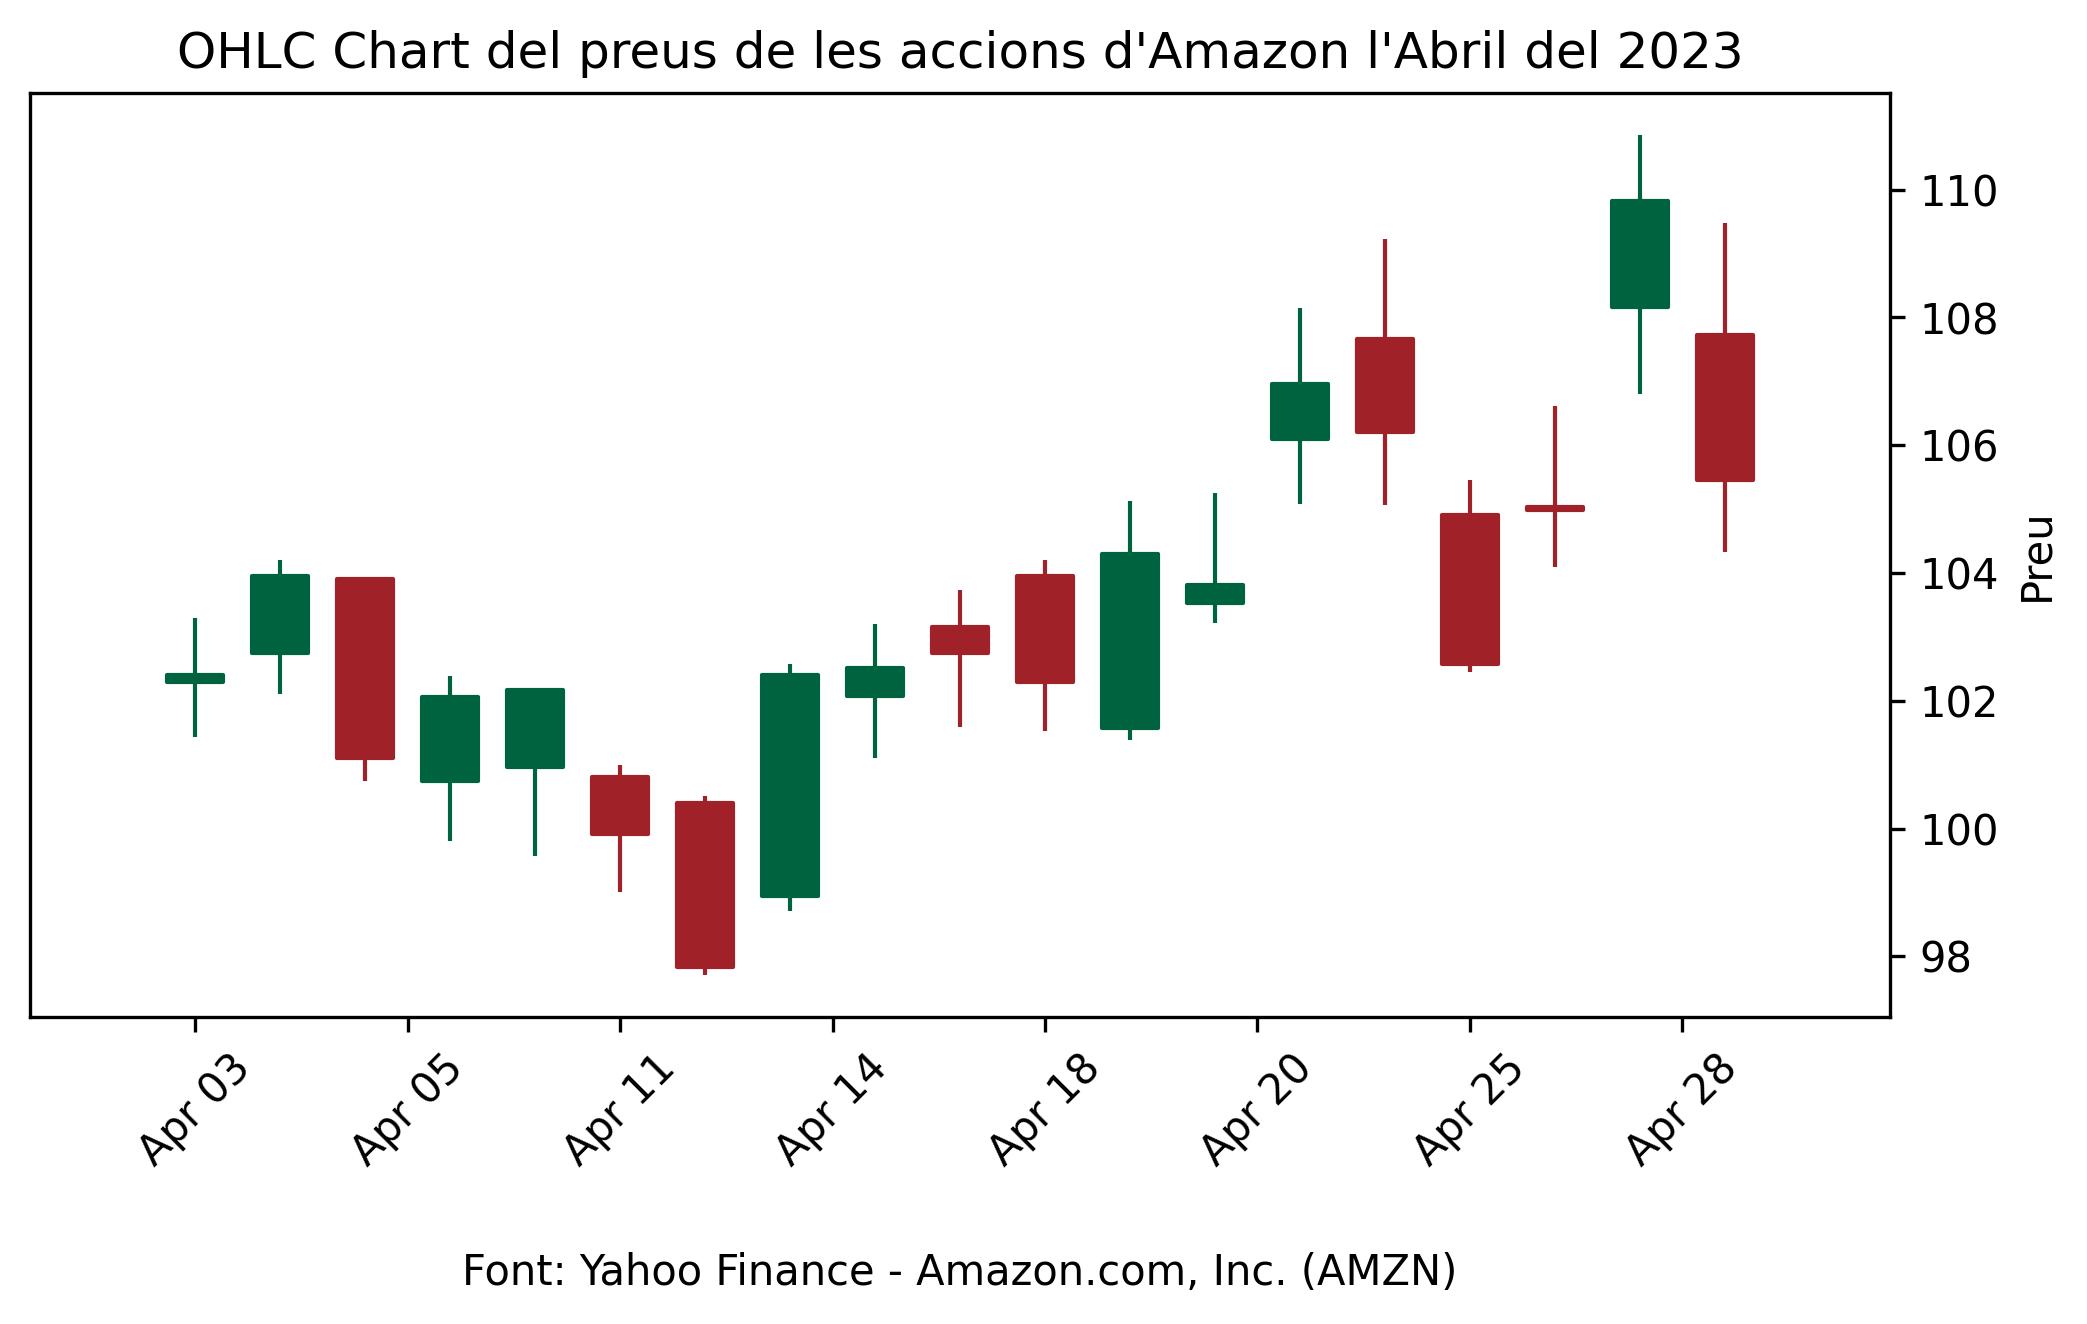 OHLC Chart del preus de les accions d'Amazon l'Abril del 2023
110
108
106
104
102
100
98
Preu
Apr 03
Apr 05
Apr 11
Apr 14
Apr 18
Apr 20
Apr 25
Apr 28
Font: Yahoo Finance - Amazon.com, Inc. (AMZN)